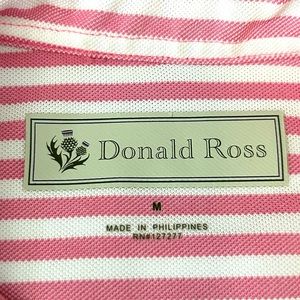 Donald Ross
M
MADE IN PHILIPPINES
RN#127277